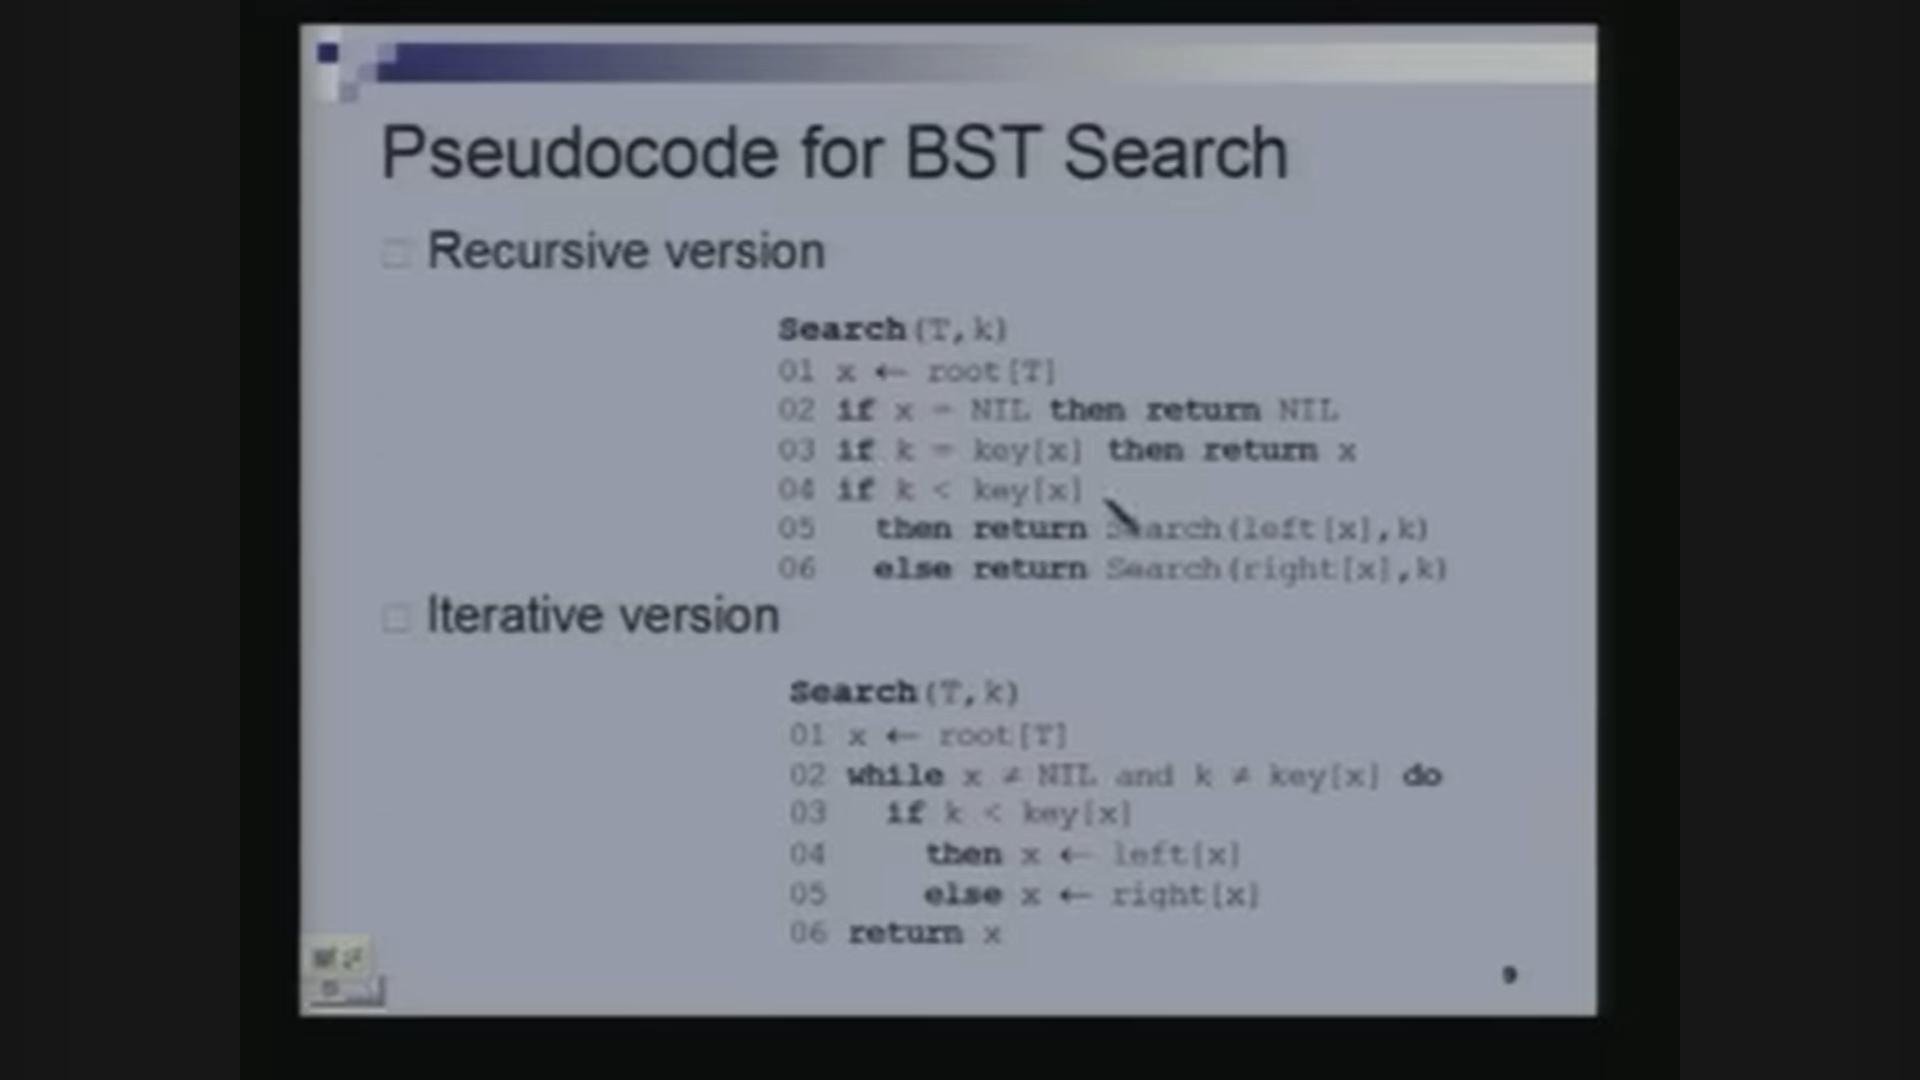 Pseudocode for BST Search
Recursive version
Search(T,k)
01 x ← root[T]
02 if x = NIL then return NIL
03 if k = key[x] then return x
04 if k < key[x]
05 then return Search(left[x],k)
06 else return Search(right[x],k)
Iterative version
Search(T,k)
01 x ← root[T]
02 while x ≠ NIL and k ≠ key[x] do
03 if k < key[x]
04 then x ← left[x]
05 else x ← right[x]
06 return x
9